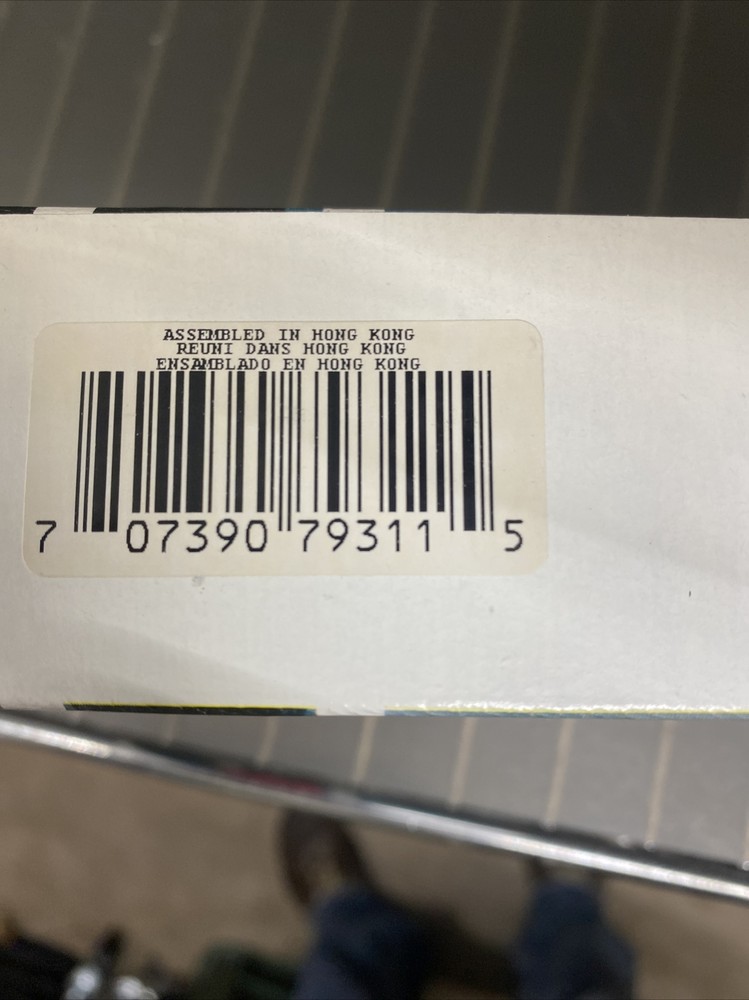 ASSEMBLED IN HONG KONG
REUNI DANS HONG KONG
ENSAMBLADO EN HONG KONG
7 07390 79311 5